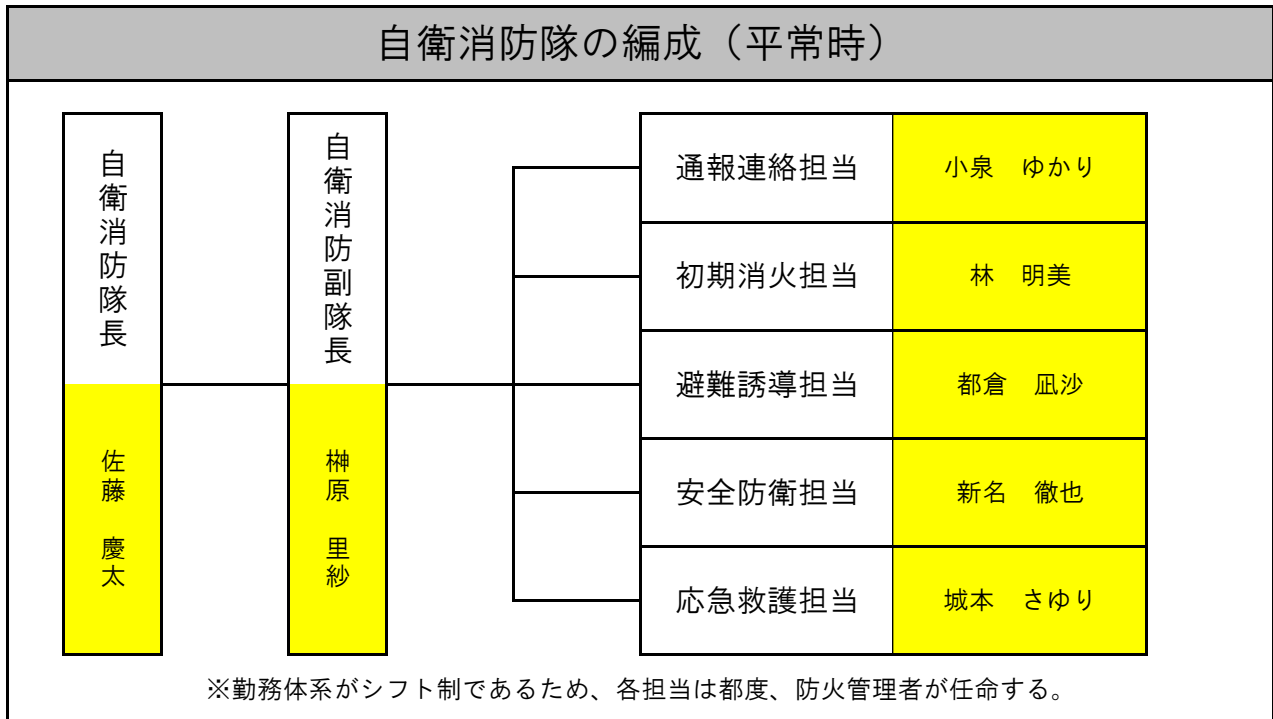 自衛消防隊の編成（平常時）
自衛消防隊長
佐藤　慶太
自衛消防副隊長
榊原　里紗
通報連絡担当
小泉　ゆかり
初期消火担当
林　明美
避難誘導担当
都倉　凪沙
安全防衛担当
新名　徹也
応急救護担当
城本　さゆり
※勤務体系がシフト制であるため、各担当は都度、防火管理者が任命する。